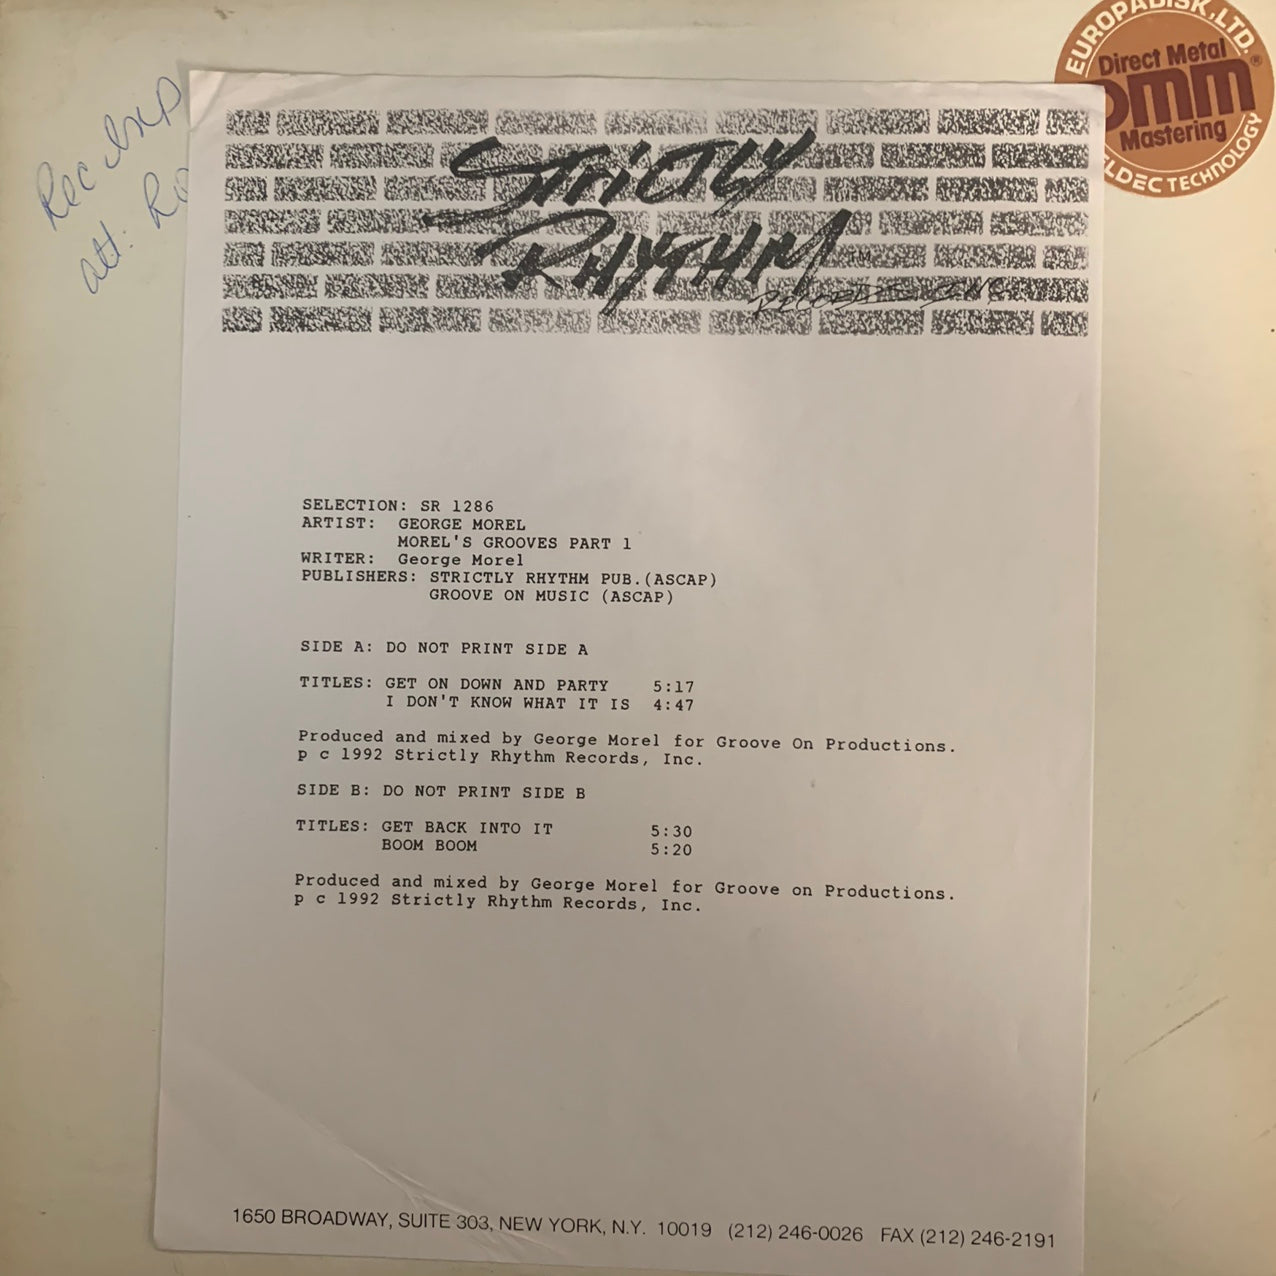 EUROPADISK, LTD.
Direct Metal
DMM
Mastering
TELDEC TECHNOLOGY
Rec
att:
STRICTLY
RHYTHM
RECORDS INC
SELECTION: SR 1286
ARTIST: GEORGE MOREL
MOREL'S GROOVES PART 1
WRITER: George Morel
PUBLISHERS: STRICTLY RHYTHM PUB.(ASCAP)
GROOVE ON MUSIC (ASCAP)
SIDE A: DO NOT PRINT SIDE A
TITLES: GET ON DOWN AND PARTY 5:17
I DON'T KNOW WHAT IT IS 4:47
Produced and mixed by George Morel for Groove On Productions.
p c 1992 Strictly Rhythm Records, Inc.
SIDE B: DO NOT PRINT SIDE B
TITLES: GET BACK INTO IT 5:30
BOOM BOOM 5:20
Produced and mixed by George Morel for Groove on Productions.
p c 1992 Strictly Rhythm Records, Inc.
1650 BROADWAY, SUITE 303, NEW YORK, N.Y. 10019 (212) 246-0026 FAX (212) 246-2191